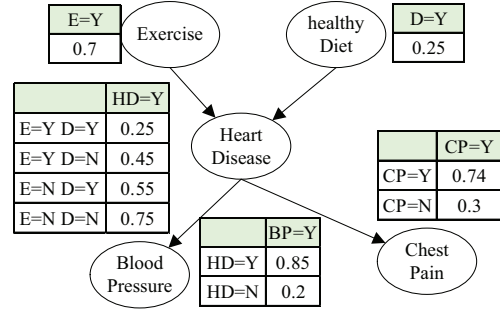 E=Y
0.7
Exercise
healthy
Diet
D=Y
0.25
HD=Y
E=Y D=Y 0.25
E=Y D=N 0.45
E=N D=Y 0.55
E=N D=N 0.75
Heart
Disease
CP=Y
CP=Y 0.74
CP=N 0.3
Blood
Pressure
BP=Y
HD=Y 0.85
HD=N 0.2
Chest
Pain